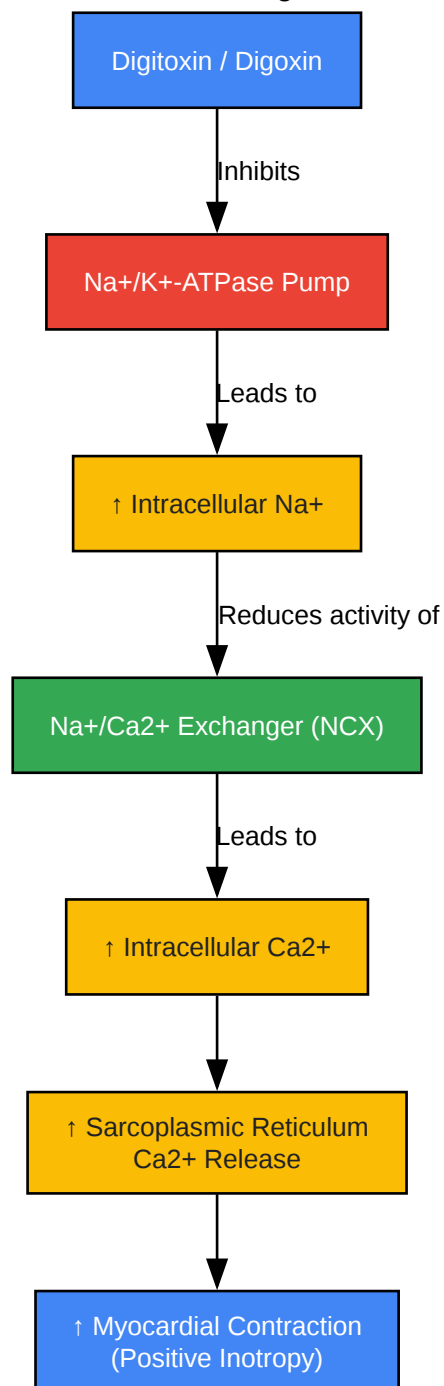 Digitoxin / Digoxin
Inhibits
Na+/K+-ATPase Pump
Leads to
↑ Intracellular Na+
Reduces activity of
Na+/Ca2+ Exchanger (NCX)
Leads to
↑ Intracellular Ca2+
↑ Sarcoplasmic Reticulum
Ca2+ Release
↑ Myocardial Contraction
(Positive Inotropy)